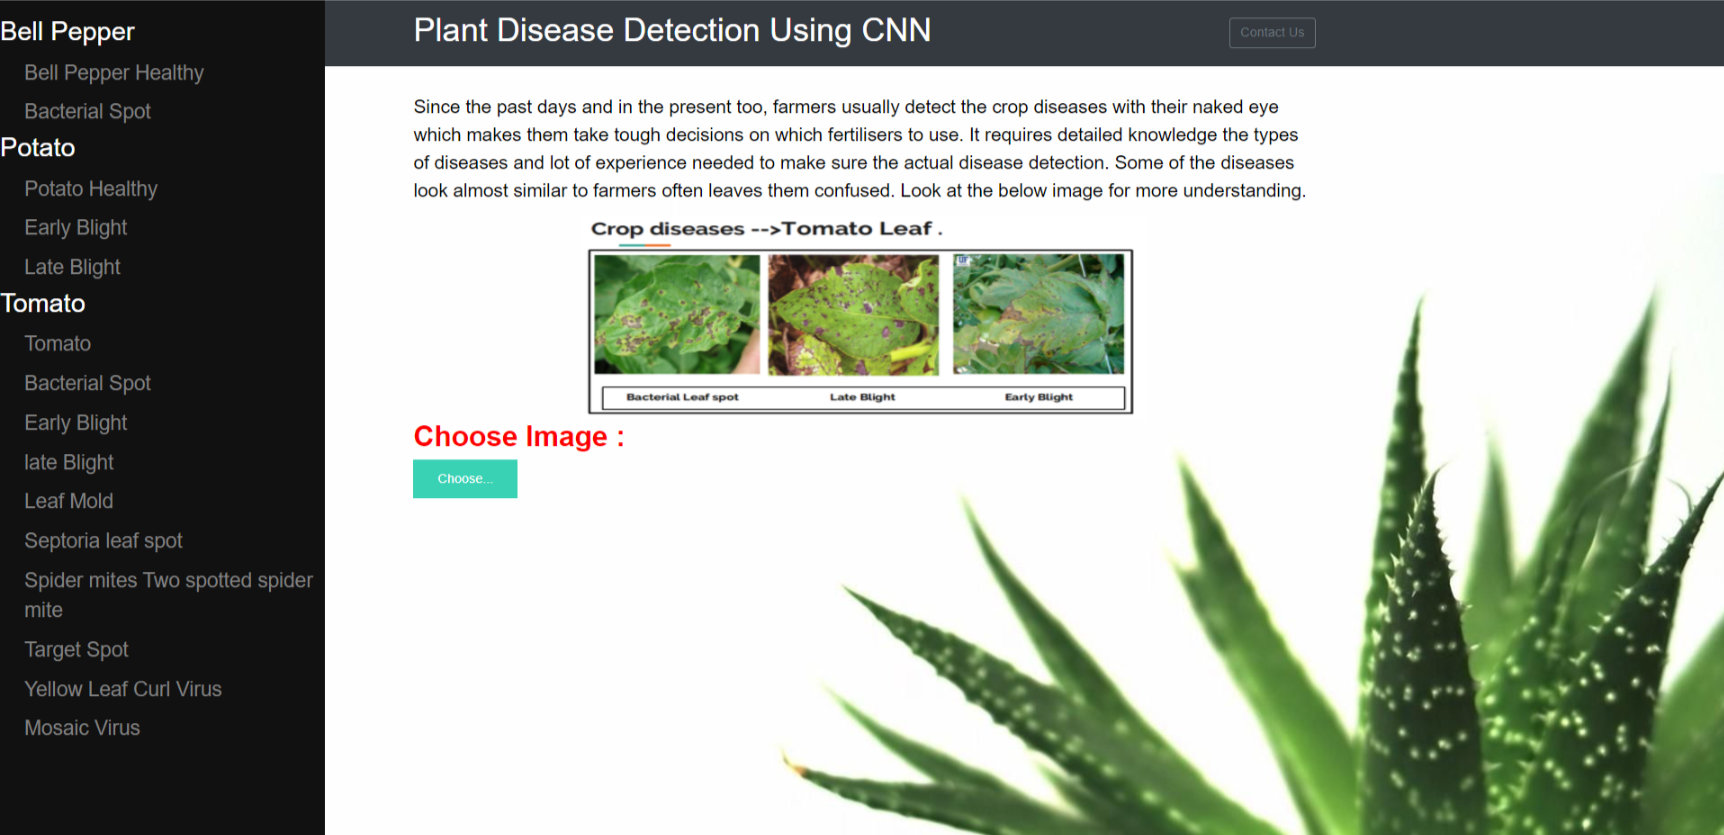 Bell Pepper
Bell Pepper Healthy
Bacterial Spot
Potato
Potato Healthy
Early Blight
Late Blight
Tomato
Tomato
Bacterial Spot
Early Blight
late Blight
Leaf Mold
Septoria leaf spot
Spider mites Two spotted spider
mite
Target Spot
Yellow Leaf Curl Virus
Mosaic Virus
Plant Disease Detection Using CNN
Contact Us
Since the past days and in the present too, farmers usually detect the crop diseases with their naked eye
which makes them take tough decisions on which fertilisers to use. It requires detailed knowledge the types
of diseases and lot of experience needed to make sure the actual disease detection. Some of the diseases
look almost similar to farmers often leaves them confused. Look at the below image for more understanding.
Crop diseases -->Tomato Leaf .
UF
Bacterial Leaf spot Late Blight Early Blight
Choose Image :
Choose...